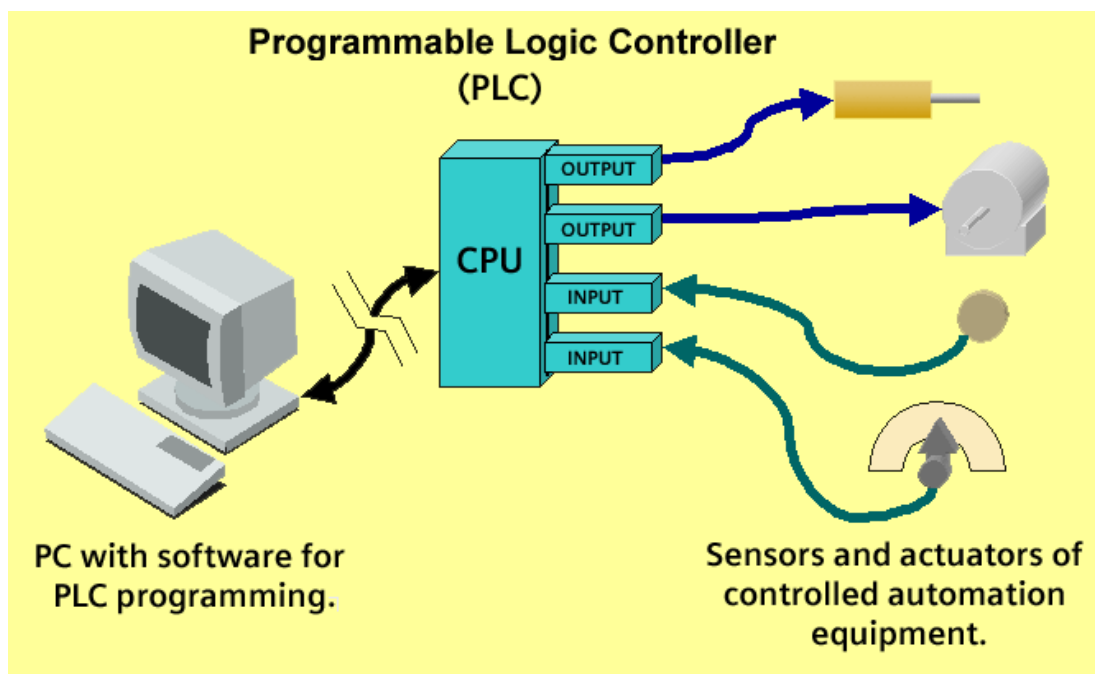 Programmable Logic Controller
(PLC)
OUTPUT
OUTPUT
CPU
INPUT
INPUT
PC with software for
PLC programming.
Sensors and actuators of
controlled automation
equipment.